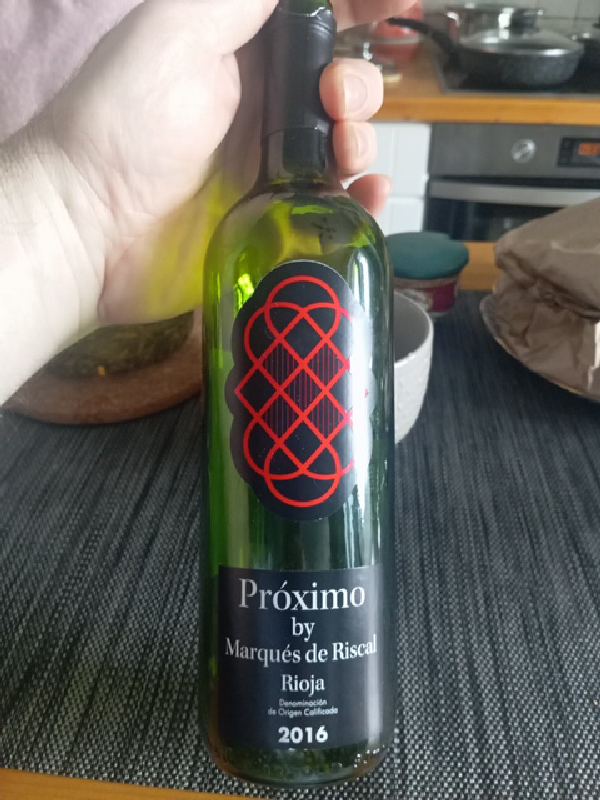 Próximo
by
Marqués de Riscal
Rioja
Denominación
de Origen Calificada
2016